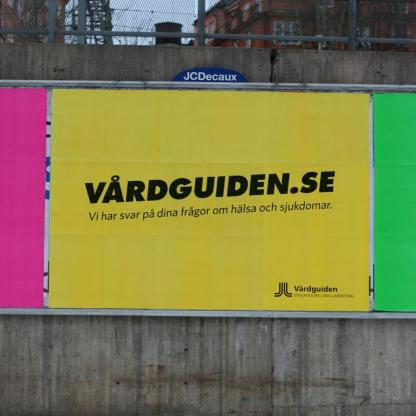 JCDecaux
VÅRDGUIDEN.SE
Vi har svar på dina frågor om hälsa och sjukdomar.
Vårdguiden
STOCKHOLMS LÄNS LANDSTING